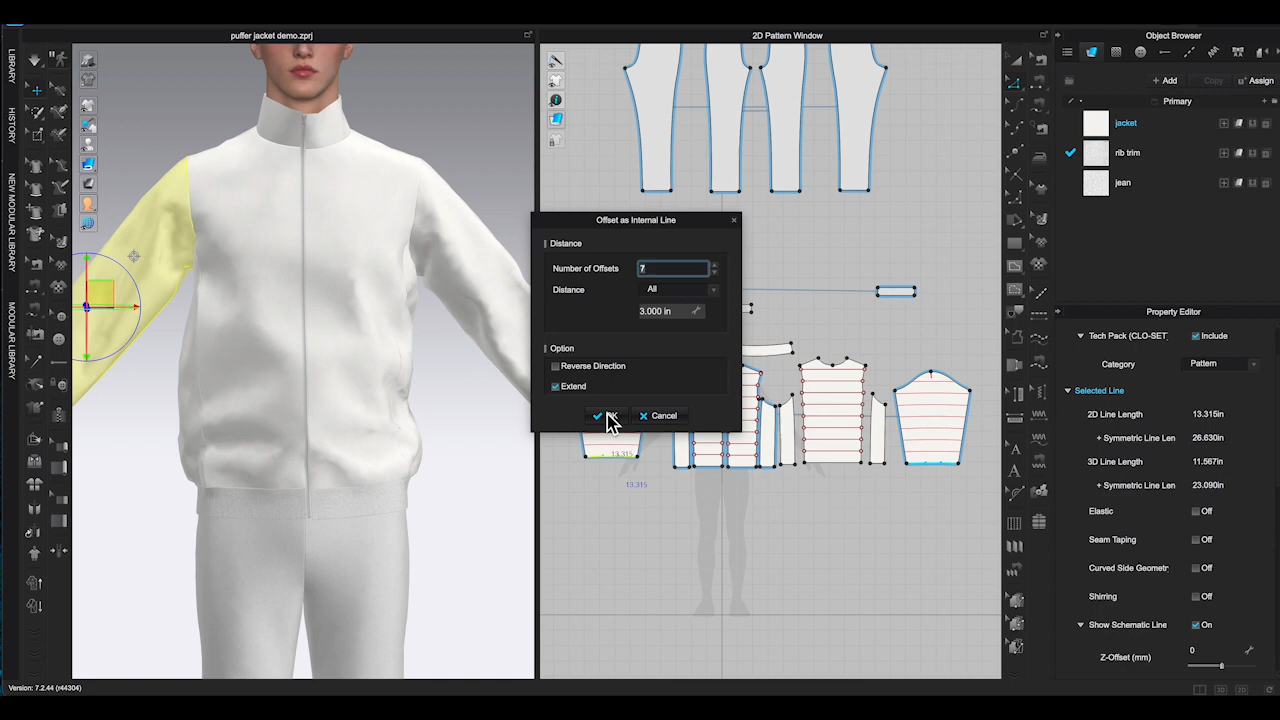 puffer jacket demo.zprj
2D Pattern Window
Object Browser
LIBRARY
HISTORY
NEW MODULAR LIBRARY
MODULAR LIBRARY
+ Add
Copy
Assign
Primary
jacket
rib trim
jean
Offset as Internal Line
Distance
Number of Offsets
7
Distance
All
3.000 in
Option
Reverse Direction
Extend
Cancel
13.315
13.315
Property Editor
Tech Pack (CLO-SET
Include
Category
Pattern
Selected Line
2D Line Length
13.315in
+ Symmetric Line Len
26.630in
3D Line Length
11.567in
+ Symmetric Line Len
23.090in
Elastic
Off
Seam Taping
Off
Curved Side Geometr
Off
Shirring
Off
Show Schematic Line
On
Z-Offset (mm)
0
Version: 7.2.44 (r44304)
3D
2D